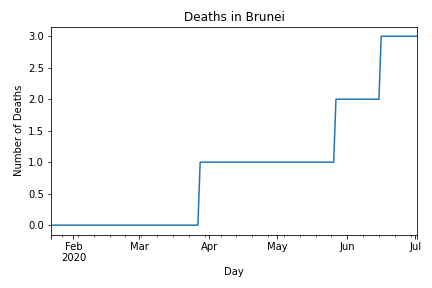 Deaths in Brunei
Number of Deaths
3.0
2.5
2.0
1.5
1.0
0.5
0.0
Feb
2020
Mar
Apr
May
Jun
Jul
Day